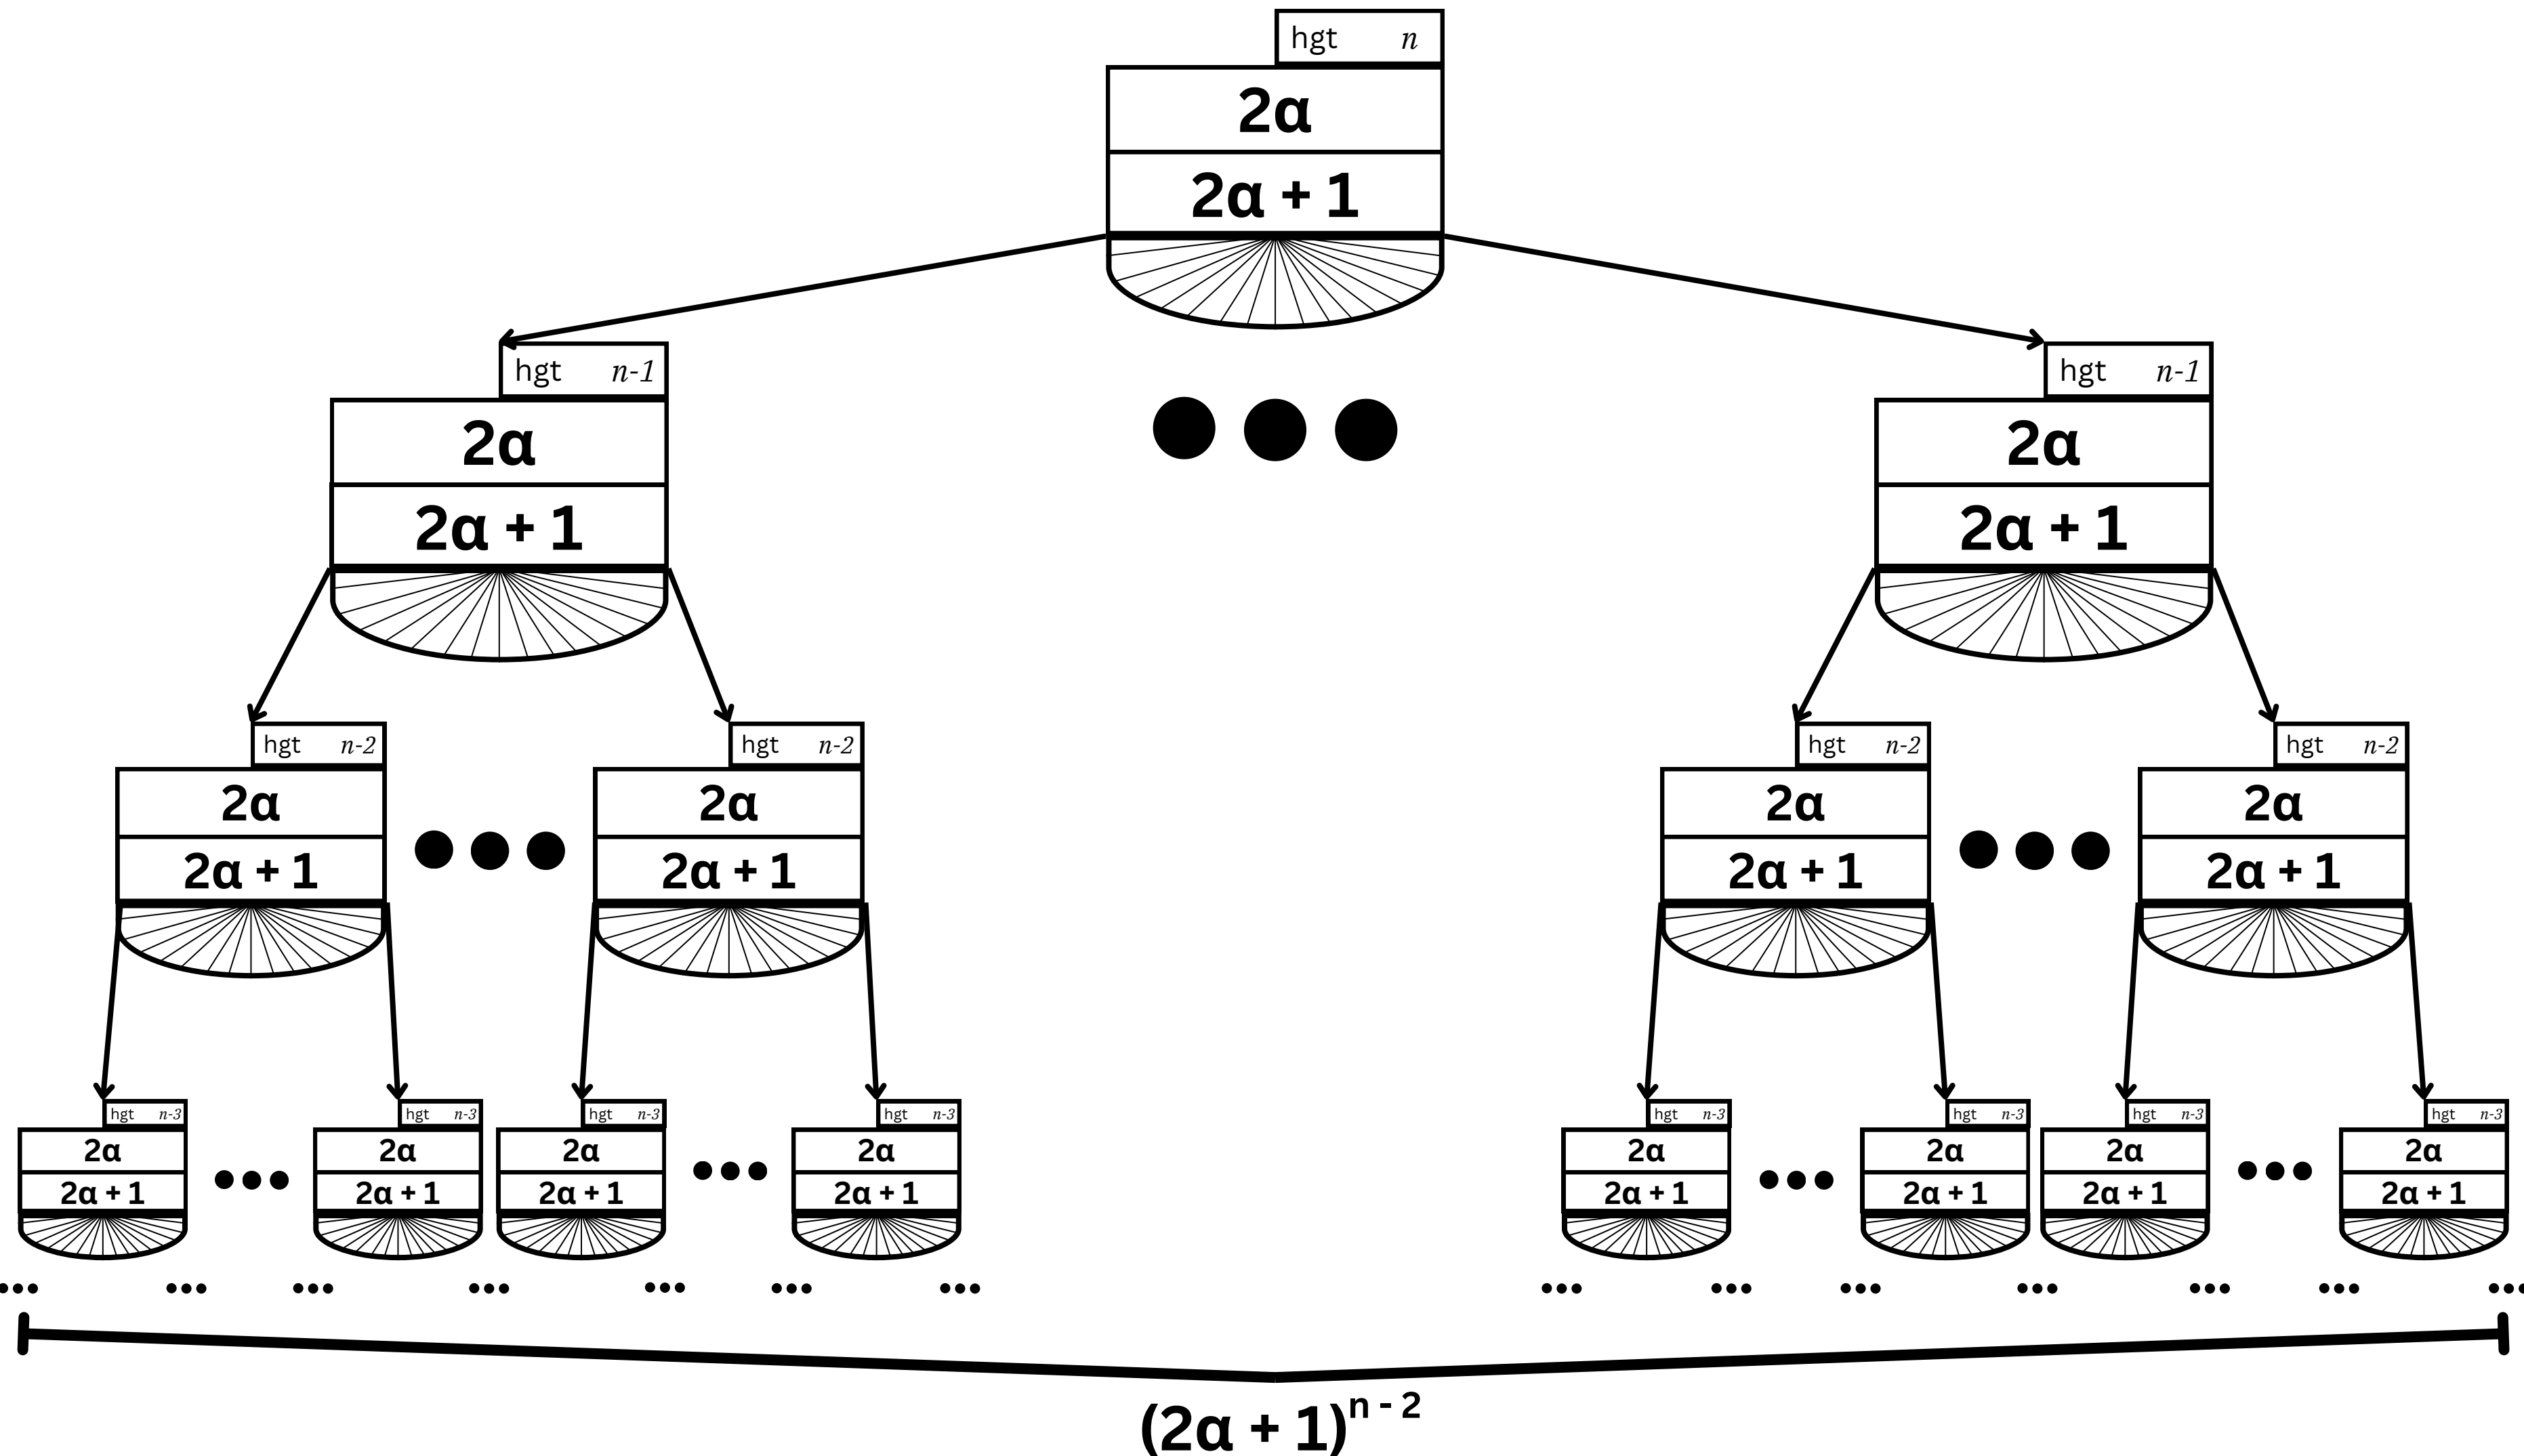 hgt n
2α
2α + 1
hgt n-1
hgt n-1
2α
2α
2α + 1
2α + 1
hgt n-2
hgt n-2
hgt n-2
hgt n-2
2α
2α
2α
2α
2α + 1
2α + 1
2α + 1
2α + 1
hgt n-3
hgt n-3
hgt n-3
hgt n-3
hgt n-3
hgt n-3
hgt n-3
hgt n-3
2α
2α
2α
2α
2α
2α
2α
2α
2α + 1
2α + 1
2α + 1
2α + 1
2α + 1
2α + 1
2α + 1
2α + 1
(2α + 1)^{n - 2}